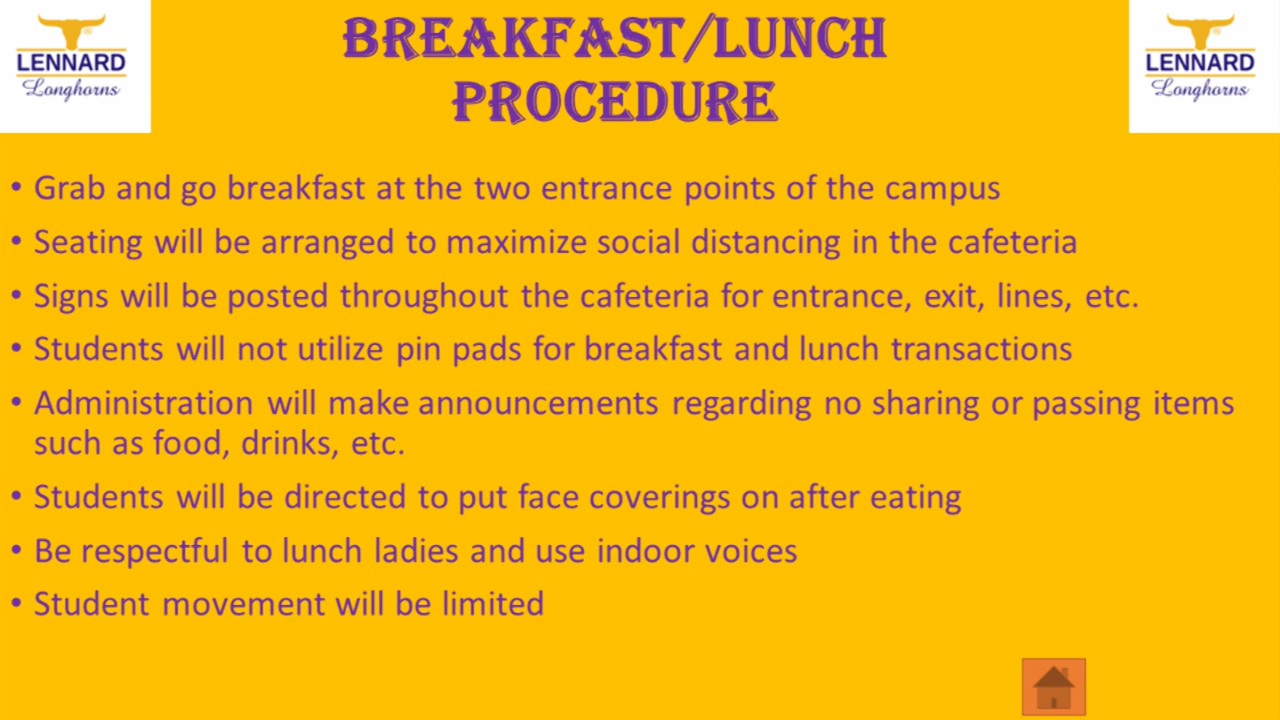 LENNARD
Longhorns
BREAKFAST/LUNCH
PROCEDURE
LENNARD
Longhorns
• Grab and go breakfast at the two entrance points of the campus
• Seating will be arranged to maximize social distancing in the cafeteria
• Signs will be posted throughout the cafeteria for entrance, exit, lines, etc.
• Students will not utilize pin pads for breakfast and lunch transactions
• Administration will make announcements regarding no sharing or passing items
such as food, drinks, etc.
• Students will be directed to put face coverings on after eating
• Be respectful to lunch ladies and use indoor voices
• Student movement will be limited